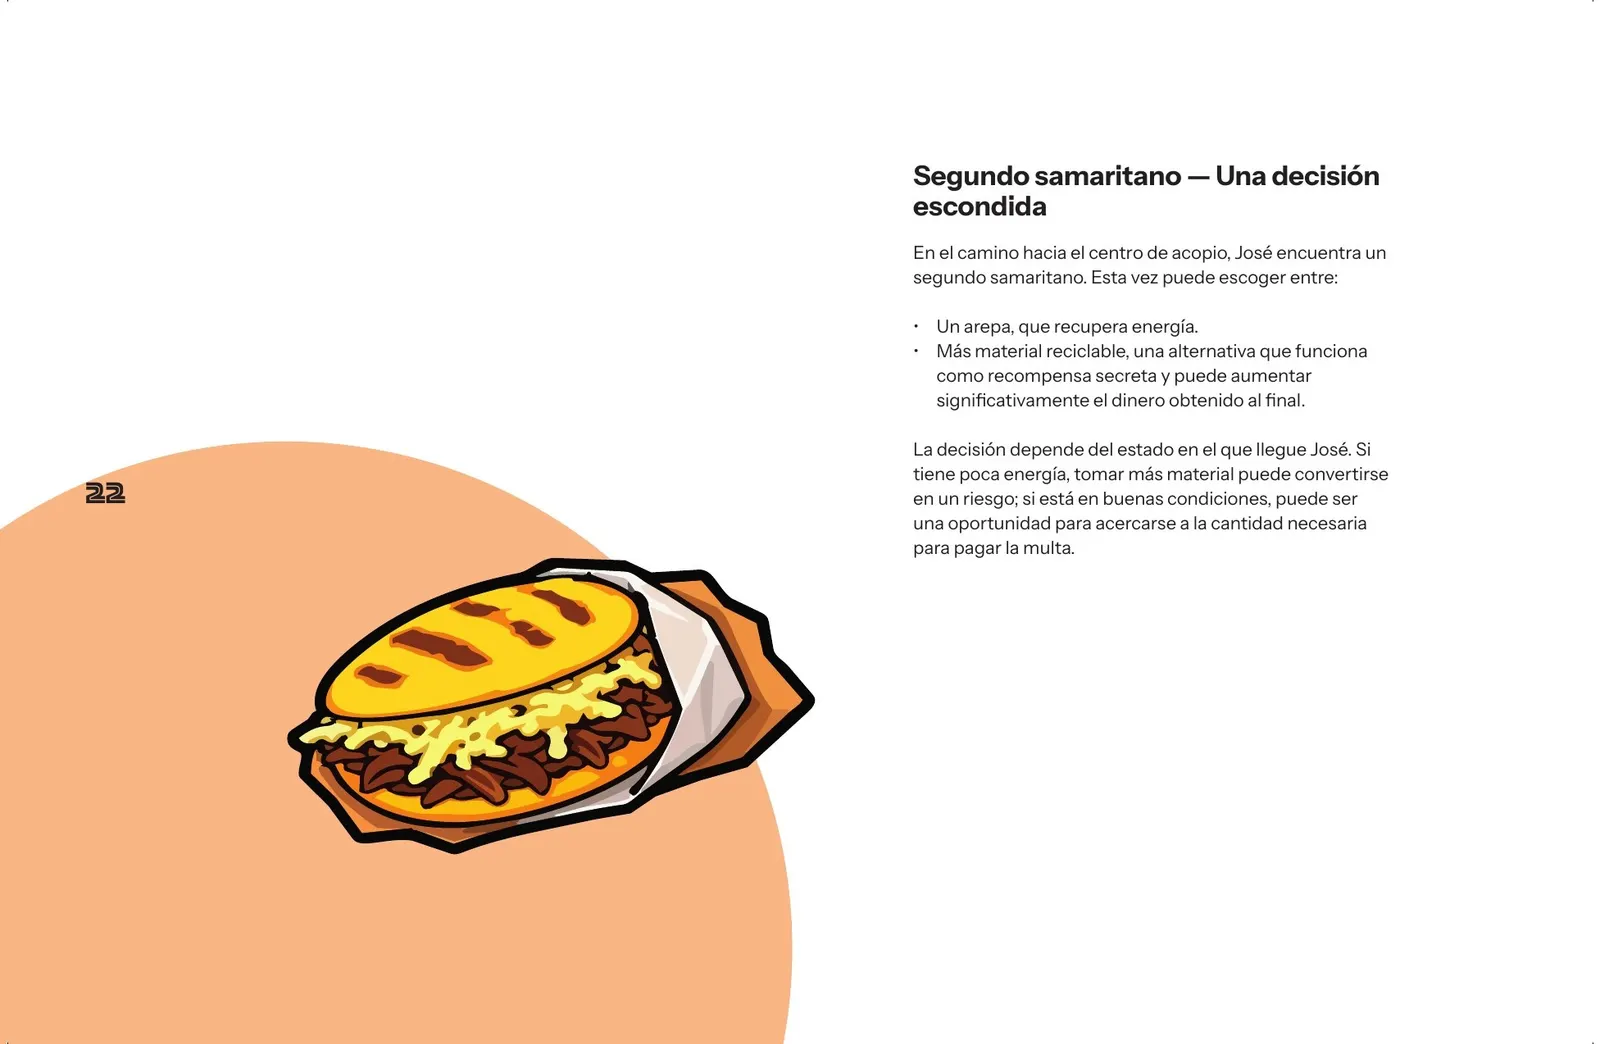 22
Segundo samaritano — Una decisión
escondida
En el camino hacia el centro de acopio, José encuentra un
segundo samaritano. Esta vez puede escoger entre:
• Un arepa, que recupera energía.
• Más material reciclable, una alternativa que funciona
como recompensa secreta y puede aumentar
significativamente el dinero obtenido al final.
La decisión depende del estado en el que llegue José. Si
tiene poca energía, tomar más material puede convertirse
en un riesgo; si está en buenas condiciones, puede ser
una oportunidad para acercarse a la cantidad necesaria
para pagar la multa.